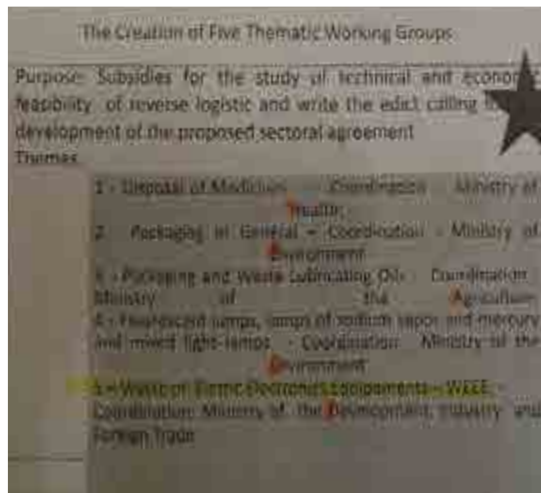 The Creation of Five Thematic Working Groups
Purpose: Subsidies for the study of technical and economic
feasibility of reverse logistic and write the edict calling
development of the proposed sectoral agreement
Themes
1 - Disposal of Medicines - Coordination - Ministry of
Health;
2 - Packaging in General - Coordination - Ministry of
Environment
3 - Packaging and Waste Lubricating Oils - Coordination -
Ministry of the Agriculture
4 - Fluorescent lamps, lamps of sodium vapor and mercury
and mixed light-lamps - Coordination - Ministry of the
Environment
5 - Waste of Electronics - WEEE -
Coordination: Ministry of the Development, Industry and
Foreign Trade